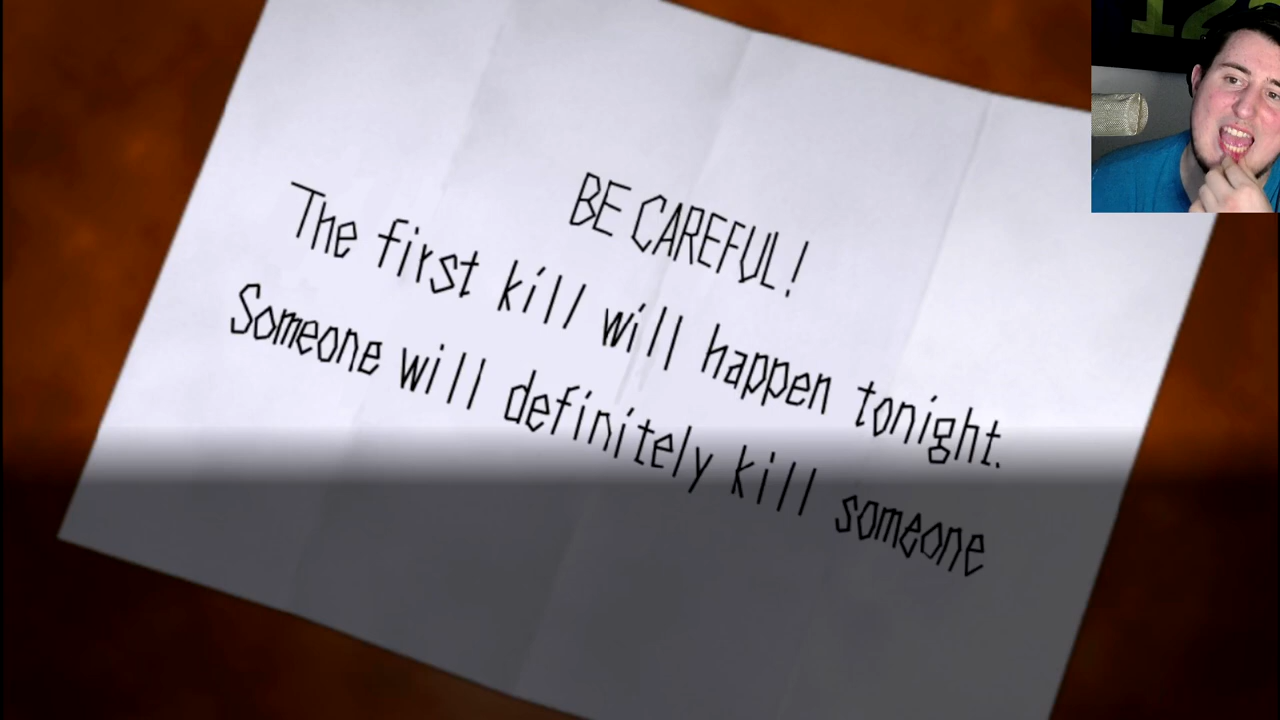 BE CAREFUL!
The first kill will happen tonight.
Someone will definitely kill someone